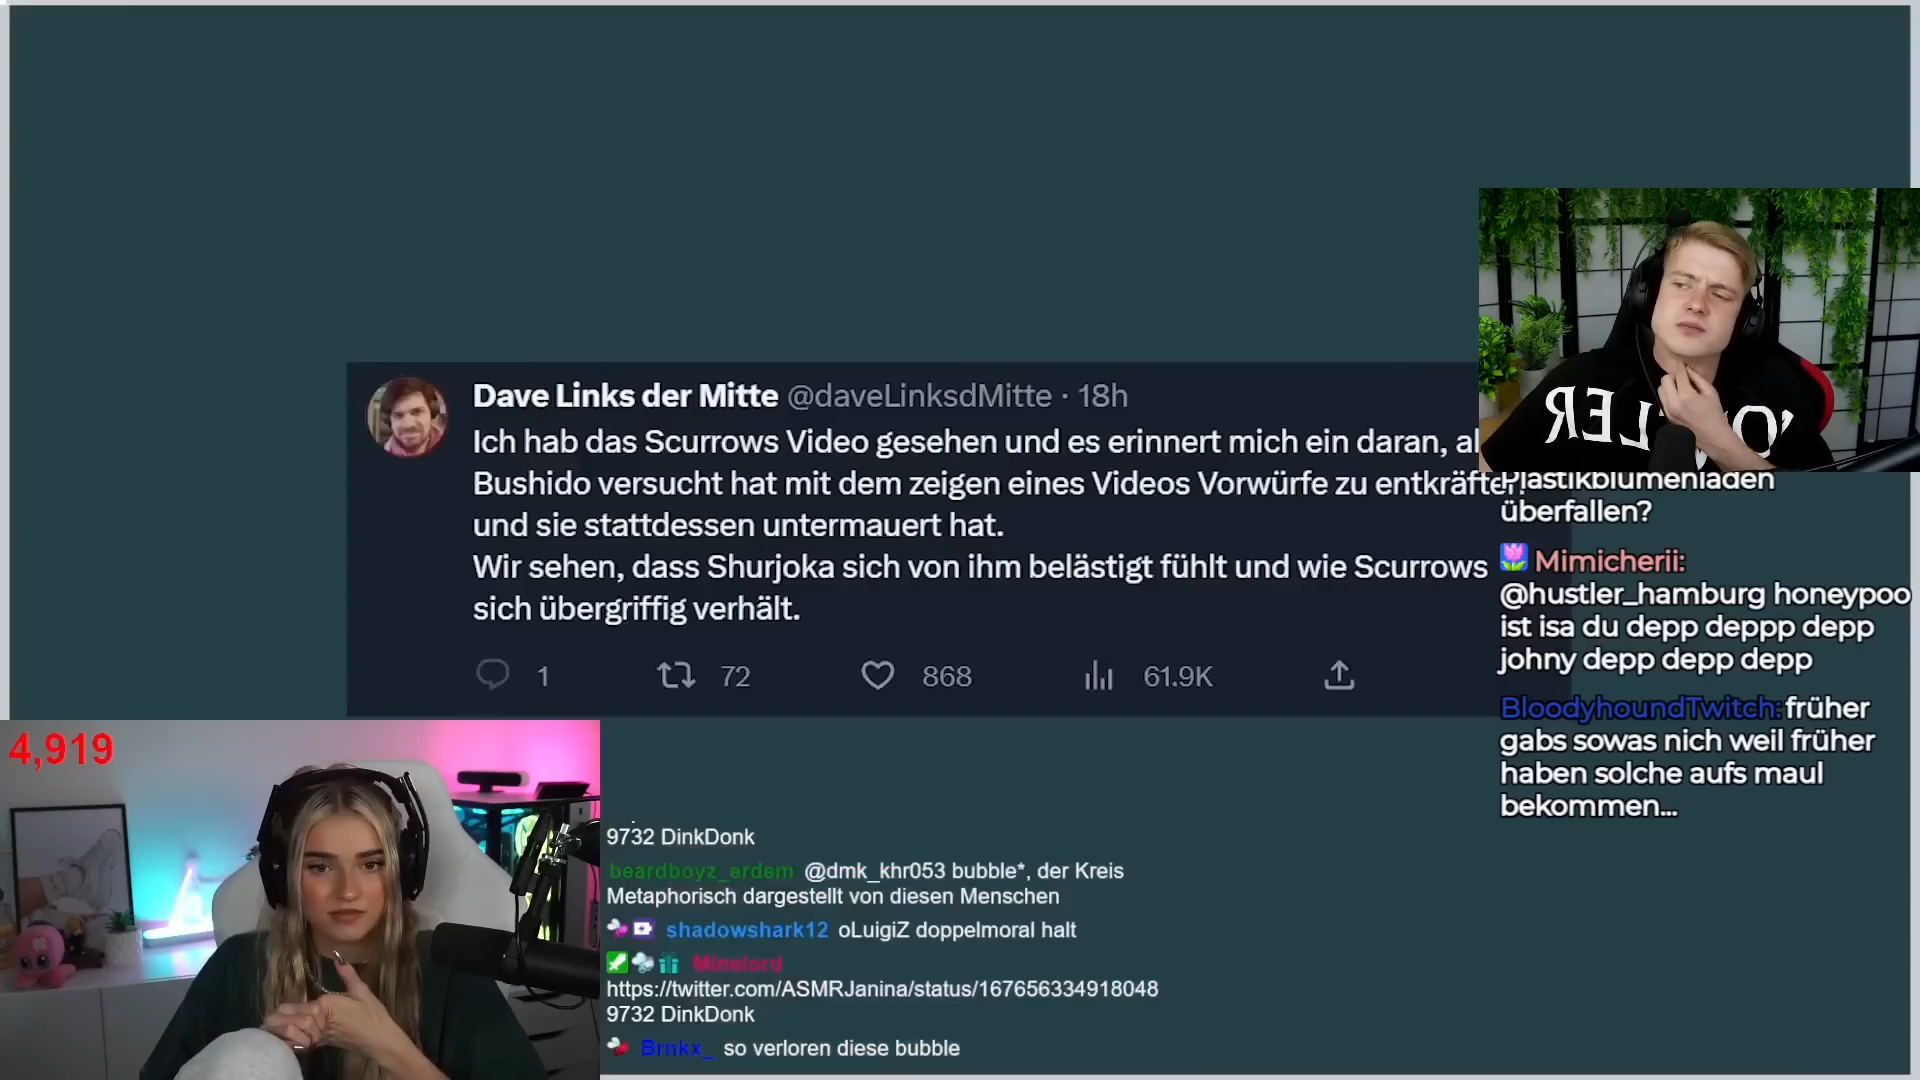 Dave Links der Mitte @daveLinksdMitte · 18h
Ich hab das Scurrows Video gesehen und es erinnert mich ein daran, al
Bushido versucht hat mit dem zeigen eines Videos Vorwürfe zu entkräften
und sie stattdessen untermauert hat.
Wir sehen, dass Shurjoka sich von ihm belästigt fühlt und wie Scurrows
sich übergriffig verhält.
1 72 868 61.9K
Plastikblumenladen
überfallen?
Mimicherii:
@hustler_hamburg honeypoo
ist isa du depp deppp depp
johny depp depp depp
BloodyhoundTwitch: früher
gabs sowas nich weil früher
haben solche aufs maul
bekommen...
4,919
9732 DinkDonk
beardboyz_erdem @dmk_khr053 bubble*, der Kreis
Metaphorisch dargestellt von diesen Menschen
shadowshark12 oLuigiZ doppelmoral halt
Minelord
https://twitter.com/ASMRJanina/status/167656334918048
9732 DinkDonk
Brnkx_ so verloren diese bubble